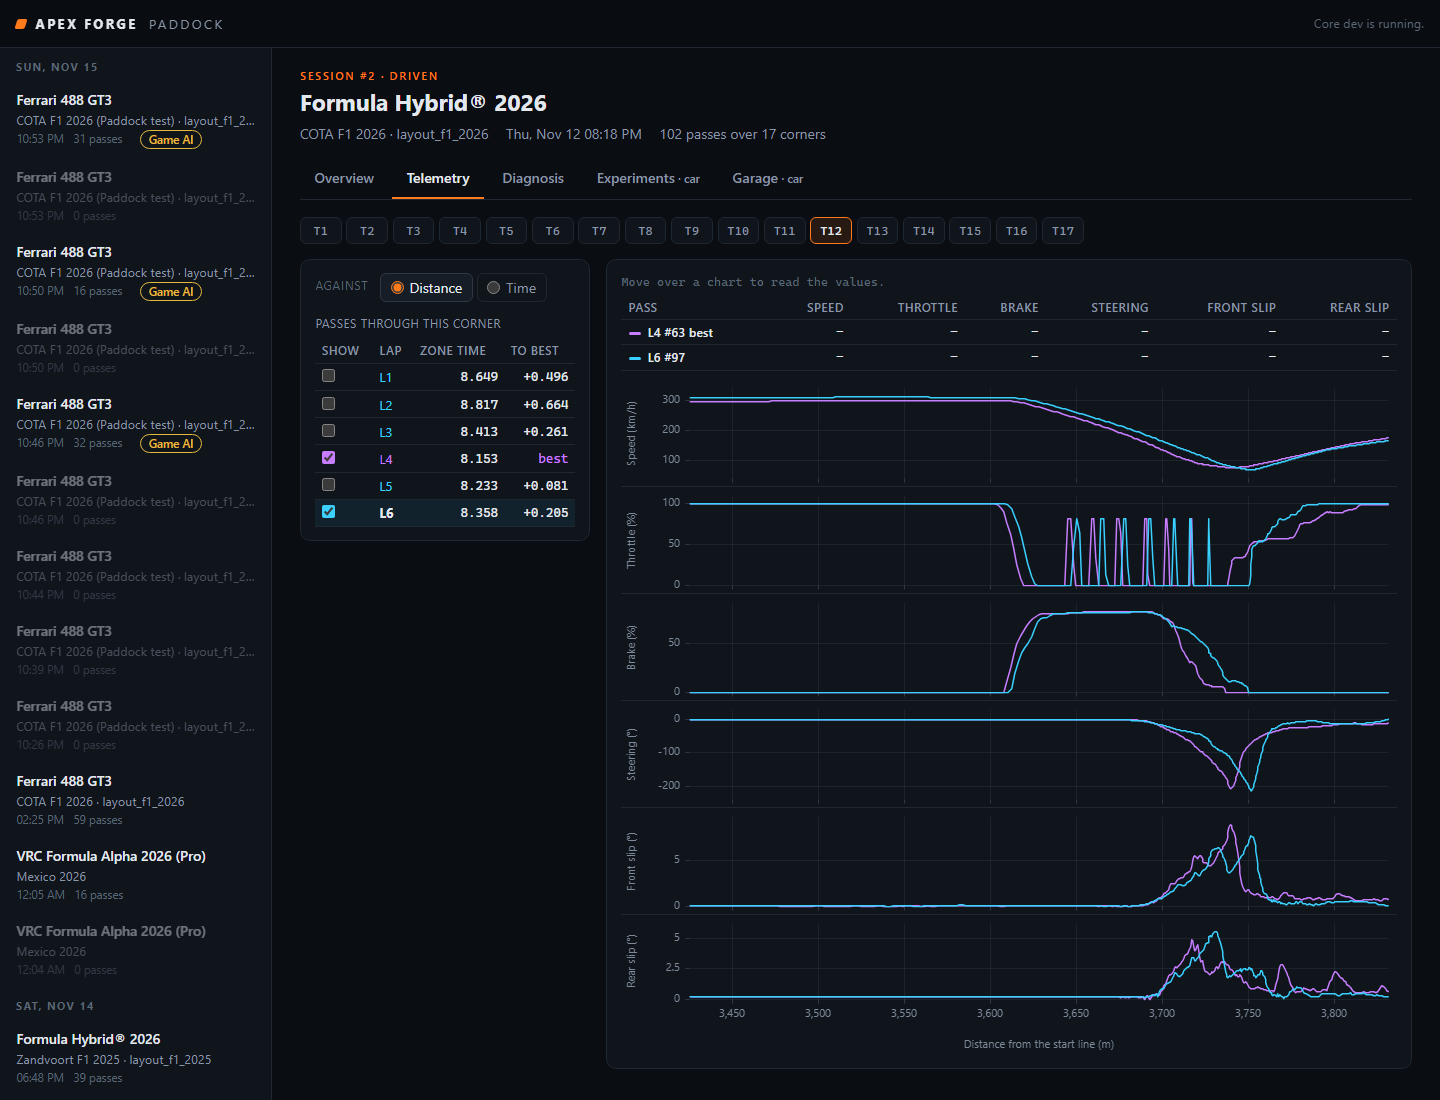 APEX FORGE PADDOCK
Core dev is running.
SUN, NOV 15
Ferrari 488 GT3
COTA F1 2026 (Paddock test) · layout_f1_2...
10:53 PM 31 passes Game AI
Ferrari 488 GT3
COTA F1 2026 (Paddock test) · layout_f1_2...
10:53 PM 0 passes
Ferrari 488 GT3
COTA F1 2026 (Paddock test) · layout_f1_2...
10:50 PM 16 passes Game AI
Ferrari 488 GT3
COTA F1 2026 (Paddock test) · layout_f1_2...
10:50 PM 0 passes
Ferrari 488 GT3
COTA F1 2026 (Paddock test) · layout_f1_2...
10:46 PM 32 passes Game AI
Ferrari 488 GT3
COTA F1 2026 (Paddock test) · layout_f1_2...
10:46 PM 0 passes
Ferrari 488 GT3
COTA F1 2026 (Paddock test) · layout_f1_2...
10:44 PM 0 passes
Ferrari 488 GT3
COTA F1 2026 (Paddock test) · layout_f1_2...
10:39 PM 0 passes
Ferrari 488 GT3
COTA F1 2026 (Paddock test) · layout_f1_2...
10:26 PM 0 passes
Ferrari 488 GT3
COTA F1 2026 · layout_f1_2026
02:25 PM 59 passes
VRC Formula Alpha 2026 (Pro)
Mexico 2026
12:05 AM 16 passes
VRC Formula Alpha 2026 (Pro)
Mexico 2026
12:04 AM 0 passes
SAT, NOV 14
Formula Hybrid® 2026
Zandvoort F1 2025 · layout_f1_2025
06:48 PM 39 passes
SESSION #2 · DRIVEN
Formula Hybrid® 2026
COTA F1 2026 · layout_f1_2026 Thu, Nov 12 08:18 PM 102 passes over 17 corners
Overview Telemetry Diagnosis Experiments · car Garage · car
T1 T2 T3 T4 T5 T6 T7 T8 T9 T10 T11 T12 T13 T14 T15 T16 T17
AGAINST Distance Time
PASSES THROUGH THIS CORNER
SHOW LAP ZONE TIME TO BEST
L1 8.649 +0.496
L2 8.817 +0.664
L3 8.413 +0.261
L4 8.153 best
L5 8.233 +0.081
L6 8.358 +0.205
Move over a chart to read the values.
PASS SPEED THROTTLE BRAKE STEERING FRONT SLIP REAR SLIP
L4 #63 best – – – – – –
L6 #97 – – – – – –
Speed (km/h)
300
200
100
Throttle (%)
100
50
0
Brake (%)
50
0
Steering (°)
0
-100
-200
Front slip (°)
5
0
Rear slip (°)
5
2.5
0
3,450 3,500 3,550 3,600 3,650 3,700 3,750 3,800
Distance from the start line (m)